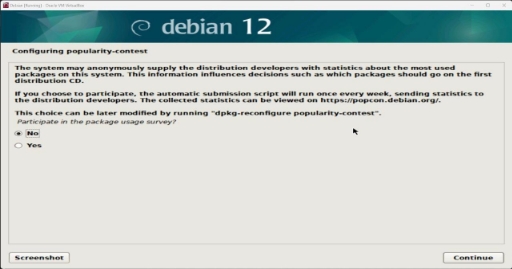 debian 12
Configuring popularity-contest
The system may anonymously supply the distribution developers with statistics about the most used
packages on this system. This information influences decisions such as which packages should go on the first
distribution CD.
If you choose to participate, the automatic submission script will run once every week, sending statistics to
the distribution developers. The collected statistics can be viewed on https://popcon.debian.org/.
This choice can be later modified by running "dpkg-reconfigure popularity-contest".
Participate in the package usage survey?
No
Yes
Screenshot
Continue